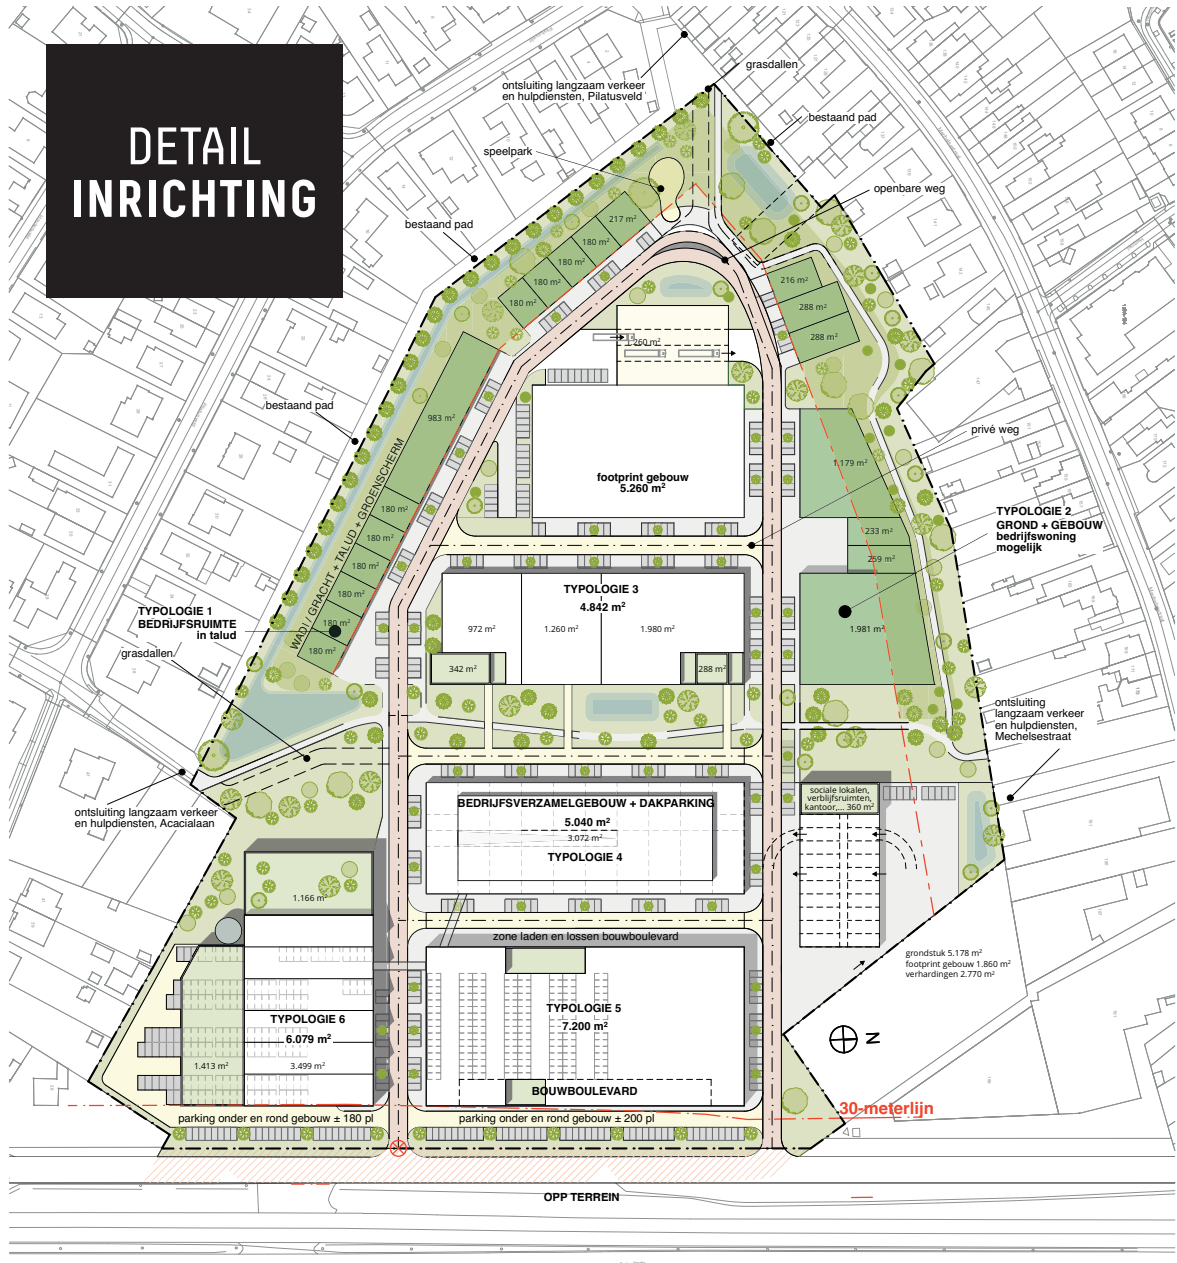 DETAIL
INRICHTING
grasdallen
ontsluiting langzaam verkeer
en hulpdiensten, Pilatusveld
bestaand pad
speelpark
openbare weg
bestaand pad
217 m²
180 m²
180 m²
180 m²
180 m²
216 m²
288 m²
288 m²
260 m²
bestaand pad
983 m²
privé weg
1.179 m²
footprint gebouw
5.260 m²
WADI / GRACHT + TALUD + GROENSCHERM
180 m²
180 m²
180 m²
180 m²
180 m²
180 m²
TYPOLOGIE 2
GROND + GEBOUW
bedrijfswoning
mogelijk
233 m²
259 m²
TYPOLOGIE 3
4.842 m²
972 m²
1.260 m²
1.980 m²
1.981 m²
TYPOLOGIE 1
BEDRIJFSRUIMTE
in talud
grasdallen
342 m²
288 m²
ontsluiting
langzaam verkeer
en hulpdiensten,
Mechelsestraat
ontsluiting langzaam verkeer
en hulpdiensten, Acacialaan
BEDRIJFSVERZAMELGEBOUW + DAKPARKING
5.040 m²
3.072 m²
TYPOLOGIE 4
sociale lokalen,
verblijfsruimten,
kantoor,... 360 m²
1.166 m²
zone laden en lossen bouwboulevard
grondstuk 5.178 m²
footprint gebouw 1.860 m²
verhardingen 2.770 m²
TYPOLOGIE 6
6.079 m²
1.413 m²
3.499 m²
TYPOLOGIE 5
7.200 m²
BOUWBOULEVARD
N
30-meterlijn
parking onder en rond gebouw ± 180 pl
parking onder en rond gebouw ± 200 pl
OPP TERREIN